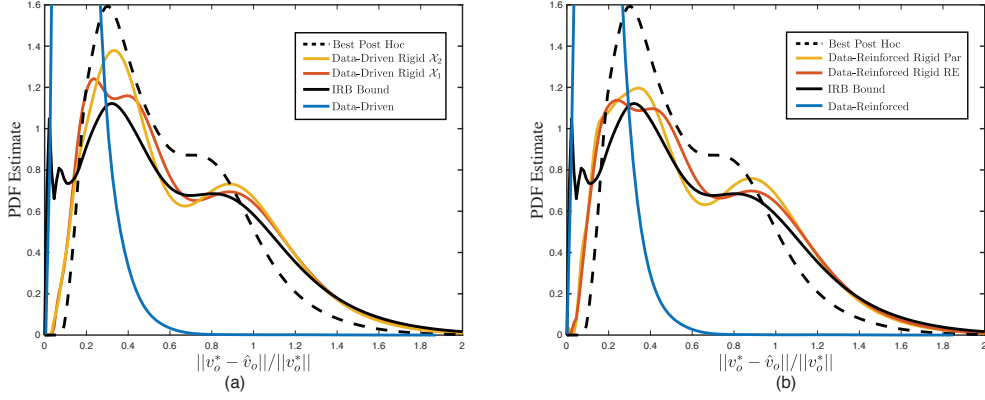 PDF Estimate
1.6
1.4
1.2
1
0.8
0.6
0.4
0.2
0
Best Post Hoc
Data-Driven Rigid 𝒳₂
Data-Driven Rigid 𝒳₁
IRB Bound
Data-Driven
0 0.2 0.4 0.6 0.8 1 1.2 1.4 1.6 1.8 2
||v*ₒ − v̂ₒ||/||v*ₒ||
(a)
PDF Estimate
1.6
1.4
1.2
1
0.8
0.6
0.4
0.2
0
Best Post Hoc
Data-Reinforced Rigid Par
Data-Reinforced Rigid RE
IRB Bound
Data-Reinforced
0 0.2 0.4 0.6 0.8 1 1.2 1.4 1.6 1.8 2
||v*ₒ − v̂ₒ||/||v*ₒ||
(b)